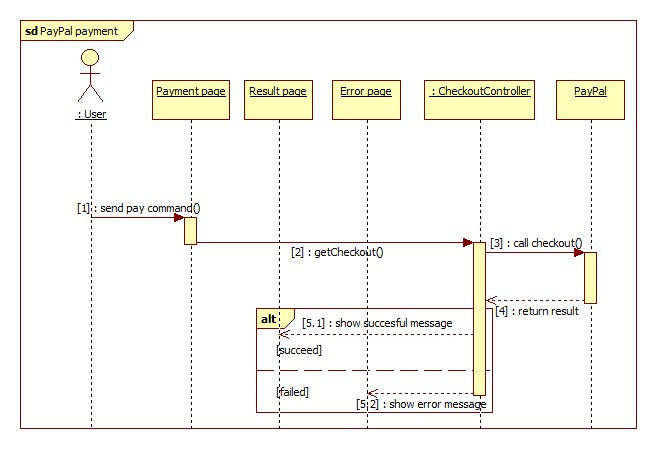 sd PayPal payment
: User
Payment page
Result page
Error page
: CheckoutController
PayPal
[1] : send pay command()
[2] : getCheckout()
[3] : call checkout()
[4] : return result
alt
[5.1] : show succesful message
[succeed]
[failed]
[5.2] : show error message